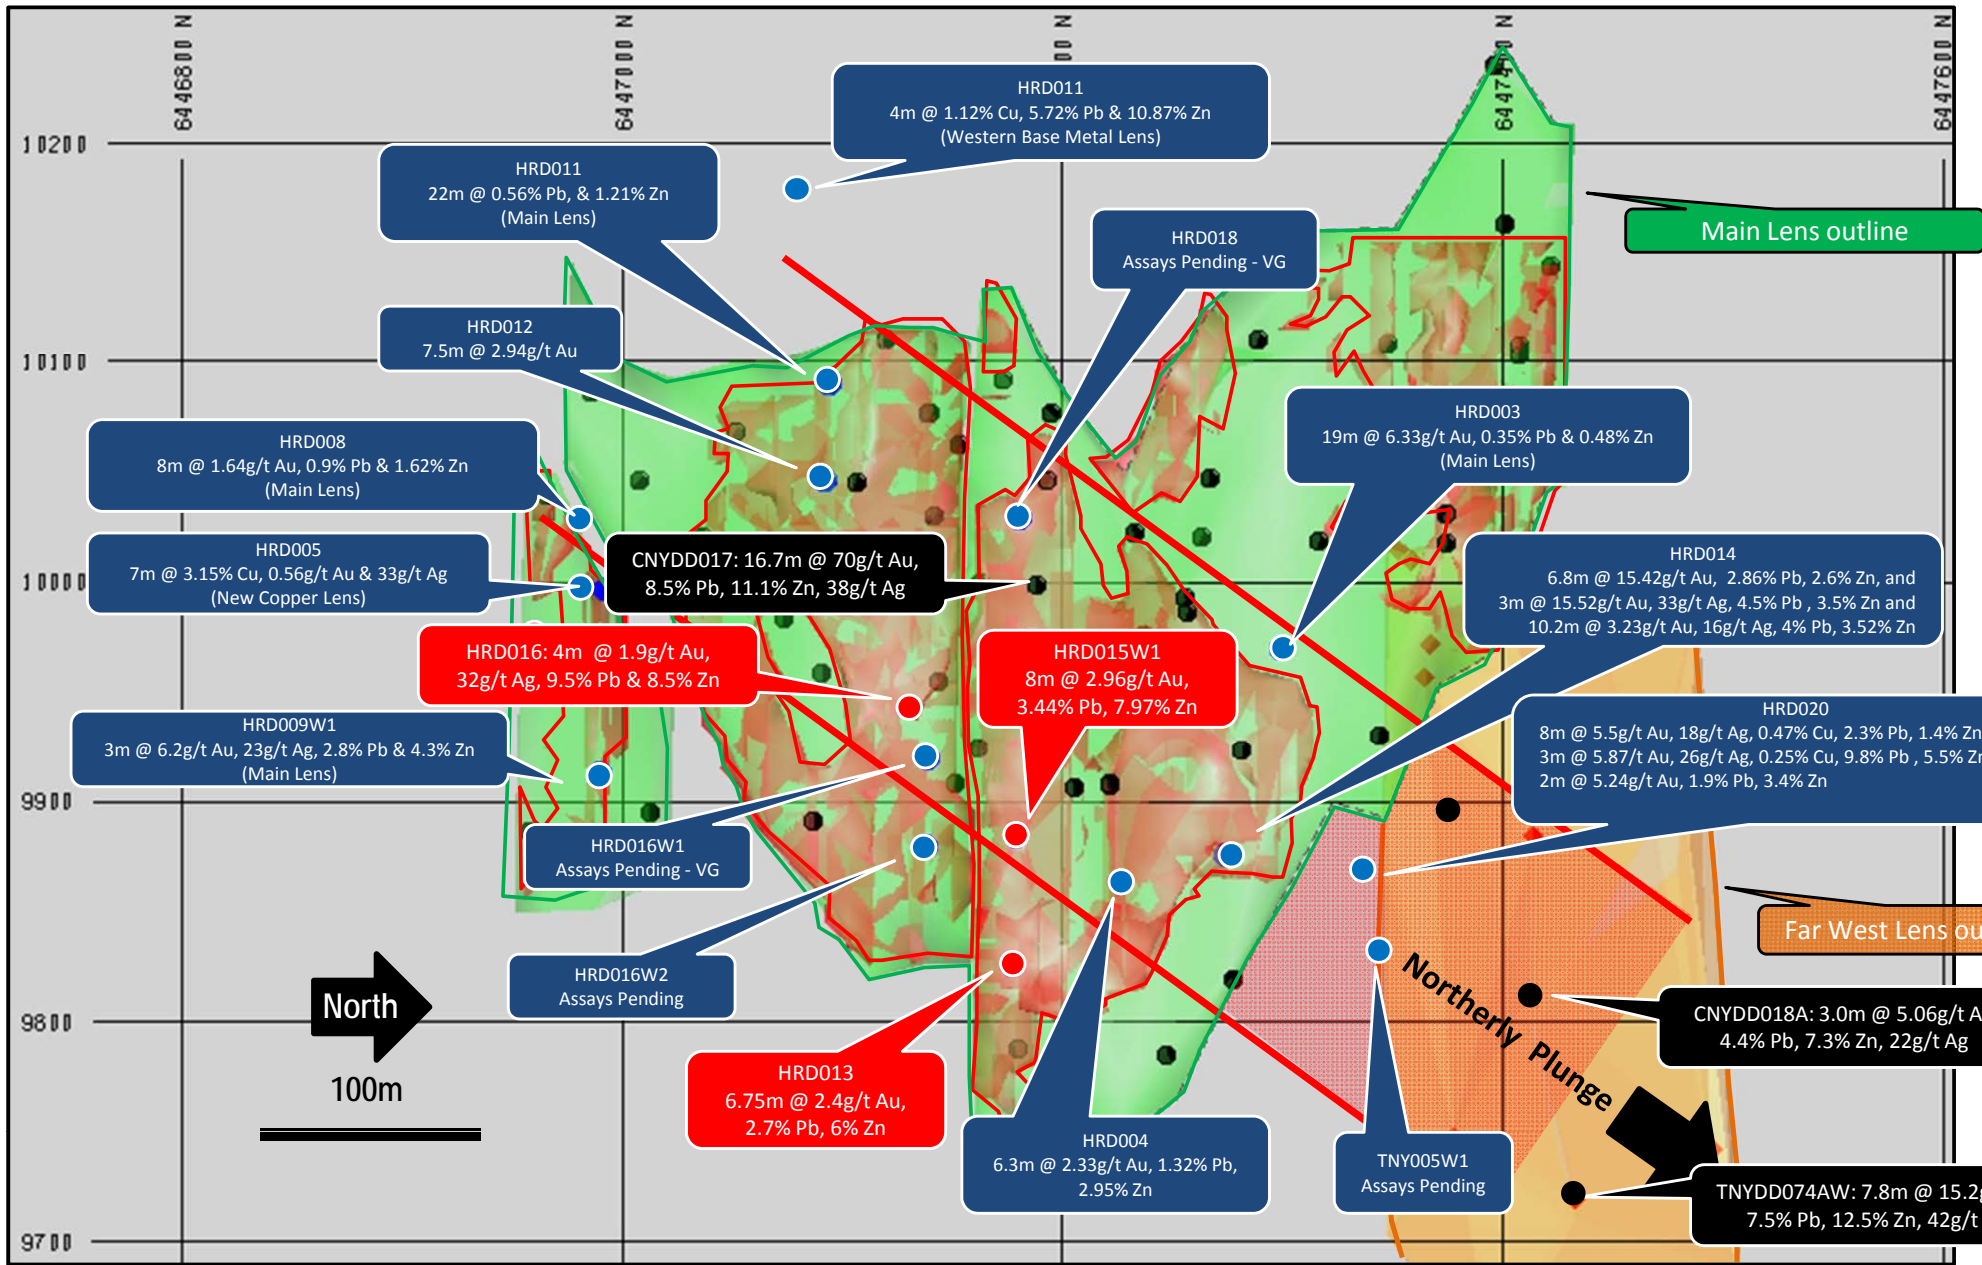 6446800 N
6447000 N
00 N
64474 N
6447600 N
10200
10100
10000
9900
9800
9700
HRD011
4m @ 1.12% Cu, 5.72% Pb & 10.87% Zn
(Western Base Metal Lens)
HRD011
22m @ 0.56% Pb, & 1.21% Zn
(Main Lens)
HRD018
Assays Pending - VG
Main Lens outline
HRD012
7.5m @ 2.94g/t Au
HRD003
19m @ 6.33g/t Au, 0.35% Pb & 0.48% Zn
(Main Lens)
HRD008
8m @ 1.64g/t Au, 0.9% Pb & 1.62% Zn
(Main Lens)
HRD005
7m @ 3.15% Cu, 0.56g/t Au & 33g/t Ag
(New Copper Lens)
CNYDD017: 16.7m @ 70g/t Au,
8.5% Pb, 11.1% Zn, 38g/t Ag
HRD014
6.8m @ 15.42g/t Au, 2.86% Pb, 2.6% Zn, and
3m @ 15.52g/t Au, 33g/t Ag, 4.5% Pb , 3.5% Zn and
10.2m @ 3.23g/t Au, 16g/t Ag, 4% Pb, 3.52% Zn
HRD016: 4m @ 1.9g/t Au,
32g/t Ag, 9.5% Pb & 8.5% Zn
HRD015W1
8m @ 2.96g/t Au,
3.44% Pb, 7.97% Zn
HRD009W1
3m @ 6.2g/t Au, 23g/t Ag, 2.8% Pb & 4.3% Zn
(Main Lens)
HRD020
8m @ 5.5g/t Au, 18g/t Ag, 0.47% Cu, 2.3% Pb, 1.4% Zn
3m @ 5.87/t Au, 26g/t Ag, 0.25% Cu, 9.8% Pb , 5.5% Zn
2m @ 5.24g/t Au, 1.9% Pb, 3.4% Zn
HRD016W1
Assays Pending - VG
Far West Lens ou
HRD016W2
Assays Pending
North
100m
Northerly Plunge
CNYDD018A: 3.0m @ 5.06g/t A
4.4% Pb, 7.3% Zn, 22g/t Ag
HRD013
6.75m @ 2.4g/t Au,
2.7% Pb, 6% Zn
HRD004
6.3m @ 2.33g/t Au, 1.32% Pb,
2.95% Zn
TNY005W1
Assays Pending
TNYDD074AW: 7.8m @ 15.2g
7.5% Pb, 12.5% Zn, 42g/t